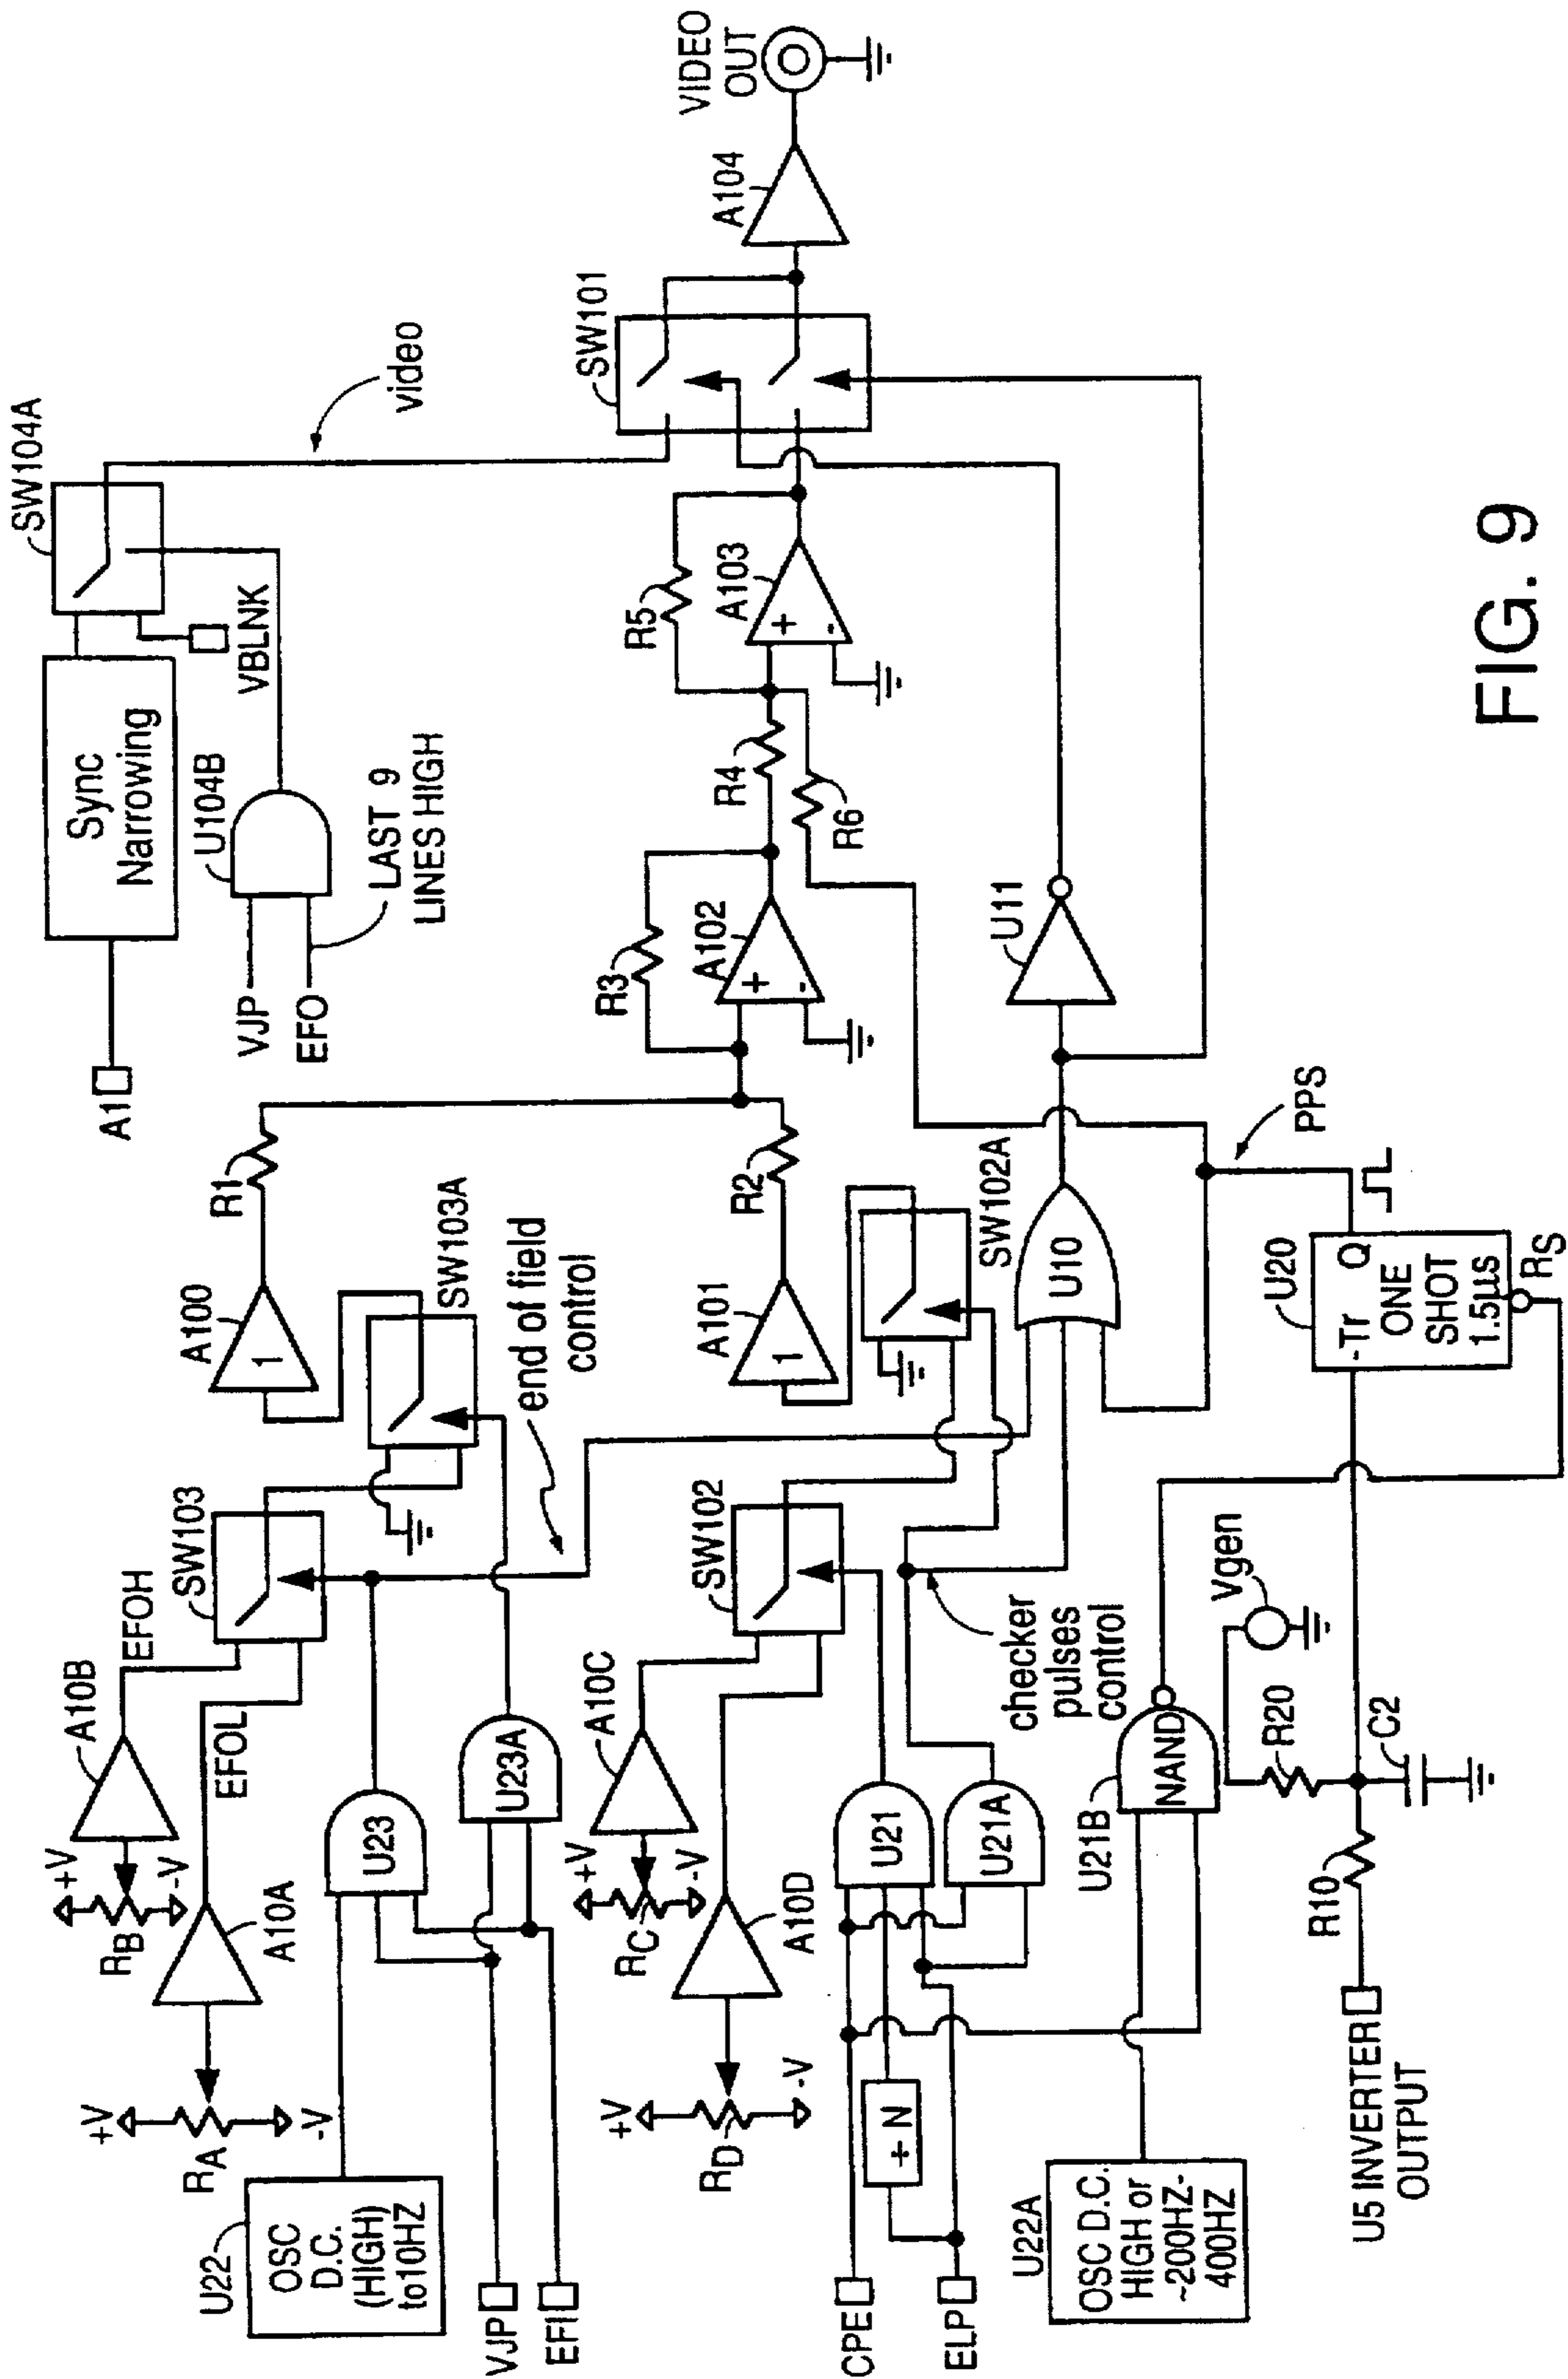 A1
Sync
Narrowing
SW104A
VBLNK
VJP
EFO
U104B
LAST 9
LINES HIGH
video
SW101
A104
VIDEO
OUT
+V
RB
-V
A10B
EFOH
SW103
+V
RA
-V
A10A
EFOL
U22
OSC
D.C.
(HIGH)
to10HZ
U23
U23A
VJP
EFI
SW103A
A100
1
R1
end of field
control
R3
A102
+
-
R4
R5
A103
+
-
R6
+V
RC
-V
A10C
SW102
+V
RD
-V
A10D
A101
1
R2
SW102A
CPE
ELP
÷ N
U21
U21A
checker
pulses
control
U10
U11
U22A
OSC D.C.
HIGH or
~200HZ-
400HZ
U21B
NAND
Vgen
R20
C2
R10
U5 INVERTER
OUTPUT
U20
-Tr
Q
ONE
SHOT
1.5µs
RS
PPS
FIG. 9